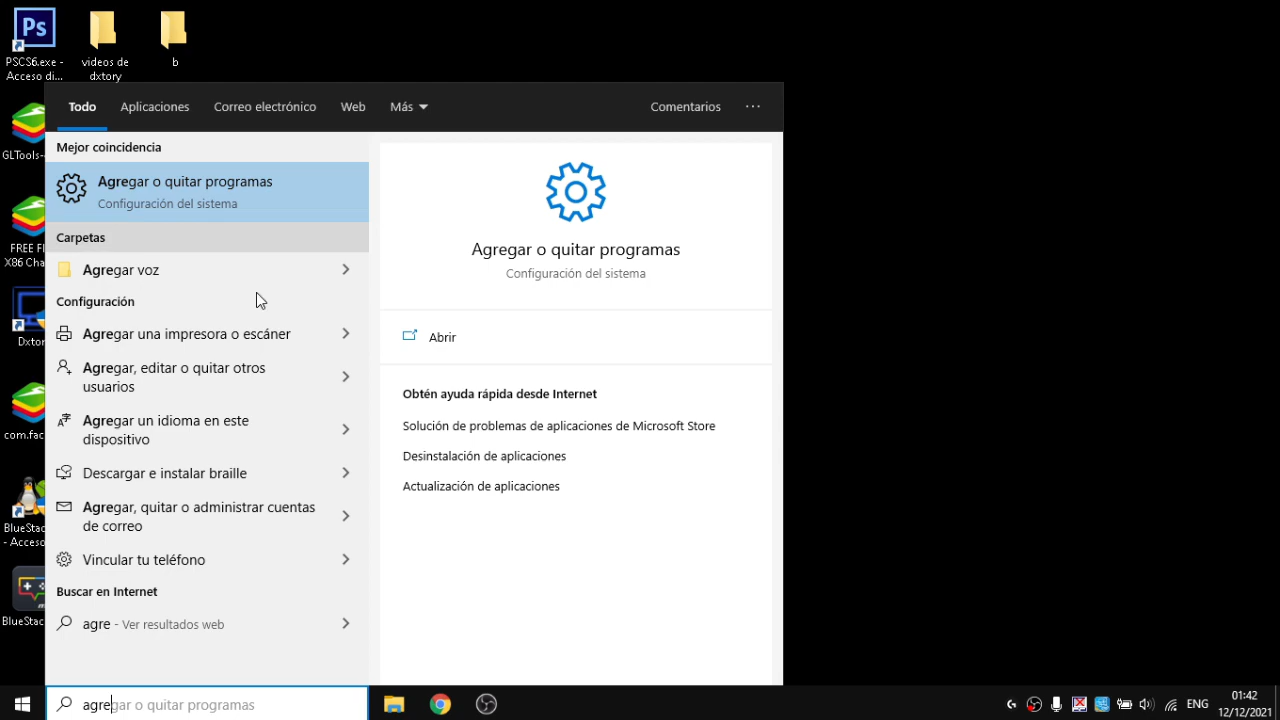 Ps
PSCS6.exe -
Acceso di...
videos de
dxtory
b
GLTools-
FREE FI
X86 Cha
Dxtor
com.fac
BlueStac
- Acceso
BlueStac
Todo
Aplicaciones
Correo electrónico
Web
Más
Comentarios
...
Mejor coincidencia
Agregar o quitar programas
Configuración del sistema
Carpetas
Agregar voz
Configuración
Agregar una impresora o escáner
Agregar, editar o quitar otros
usuarios
Agregar un idioma en este
dispositivo
Descargar e instalar braille
Agregar, quitar o administrar cuentas
de correo
Vincular tu teléfono
Buscar en Internet
agre - Ver resultados web
Agregar o quitar programas
Configuración del sistema
Abrir
Obtén ayuda rápida desde Internet
Solución de problemas de aplicaciones de Microsoft Store
Desinstalación de aplicaciones
Actualización de aplicaciones
agregar o quitar programas
ENG
01:42
12/12/2021